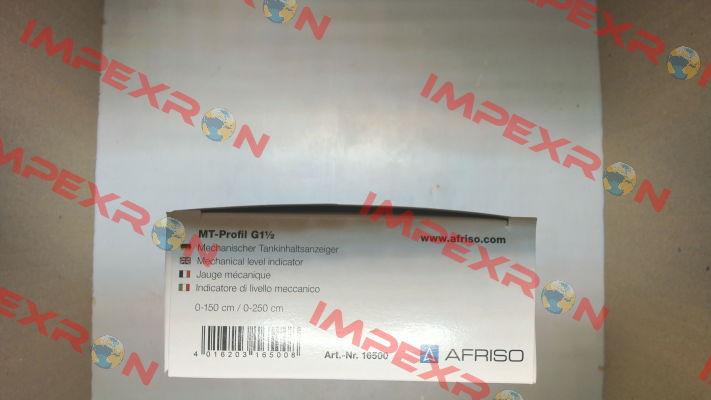 MT-Profil G1½
www.afriso.com
Mechanischer Tankinhaltsanzeiger
Mechanical level indicator
Jauge mécanique
Indicatore di livello meccanico
0-150 cm / 0-250 cm
4 016203 165008
Art.-Nr. 16500
AFRISO
IMPEXRON
IMPEXRON
IMPEXRON
IMPEXRON
IMPEXRON
IMPEXRON